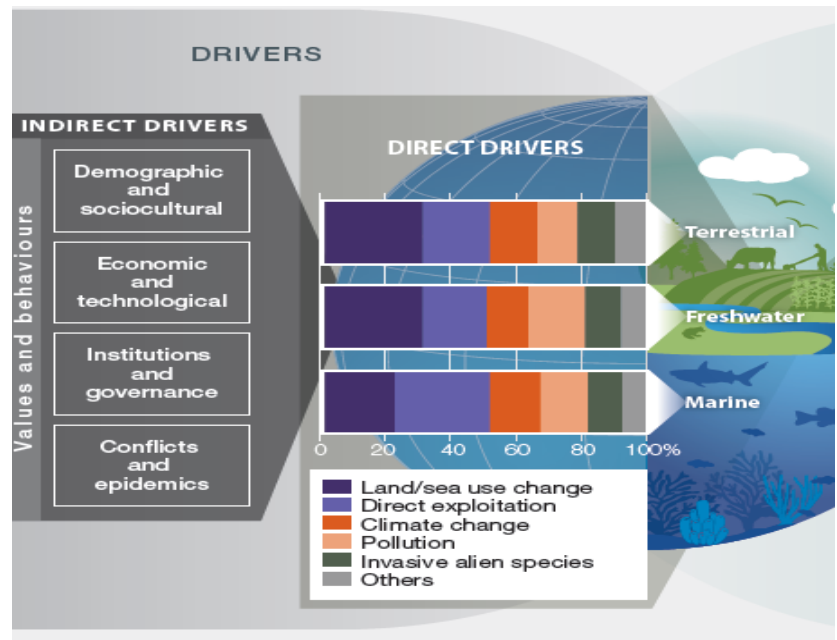 DRIVERS
INDIRECT DRIVERS
Values and behaviours
Demographic
and
sociocultural
Economic
and
technological
Institutions
and
governance
Conflicts
and
epidemics
DIRECT DRIVERS
Terrestrial
Freshwater
Marine
0 20 40 60 80 100%
Land/sea use change
Direct exploitation
Climate change
Pollution
Invasive alien species
Others